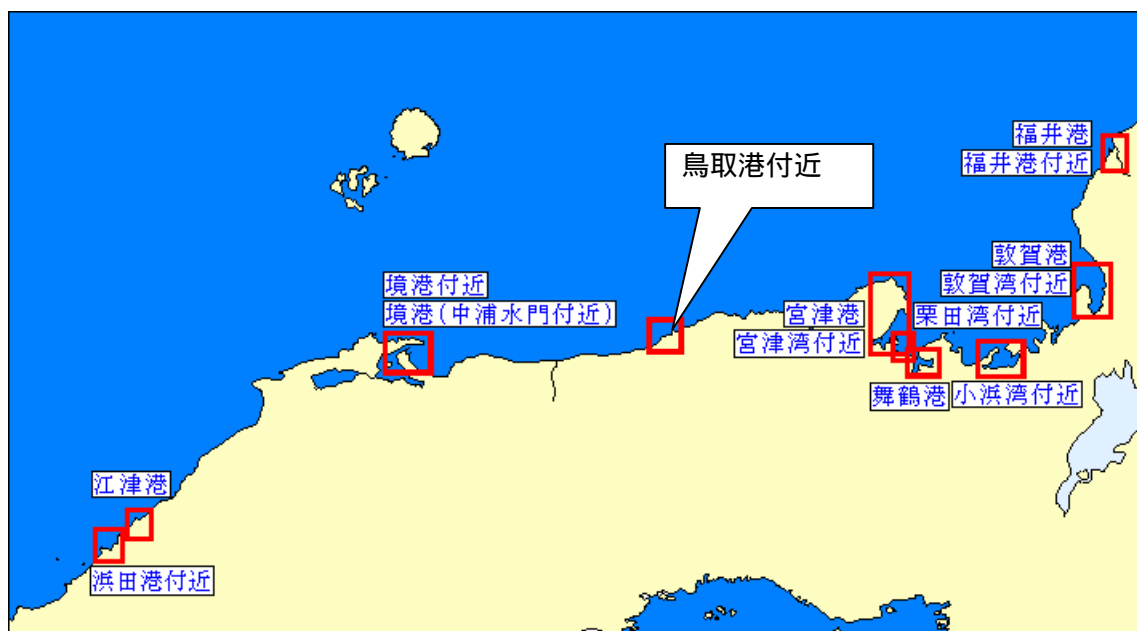 福井港
福井港付近
鳥取港付近
敦賀港
敦賀湾付近
境港付近
境港(中浦水門付近)
宮津港
宮津湾付近
栗田湾付近
舞鶴港
小浜湾付近
江津港
浜田港付近